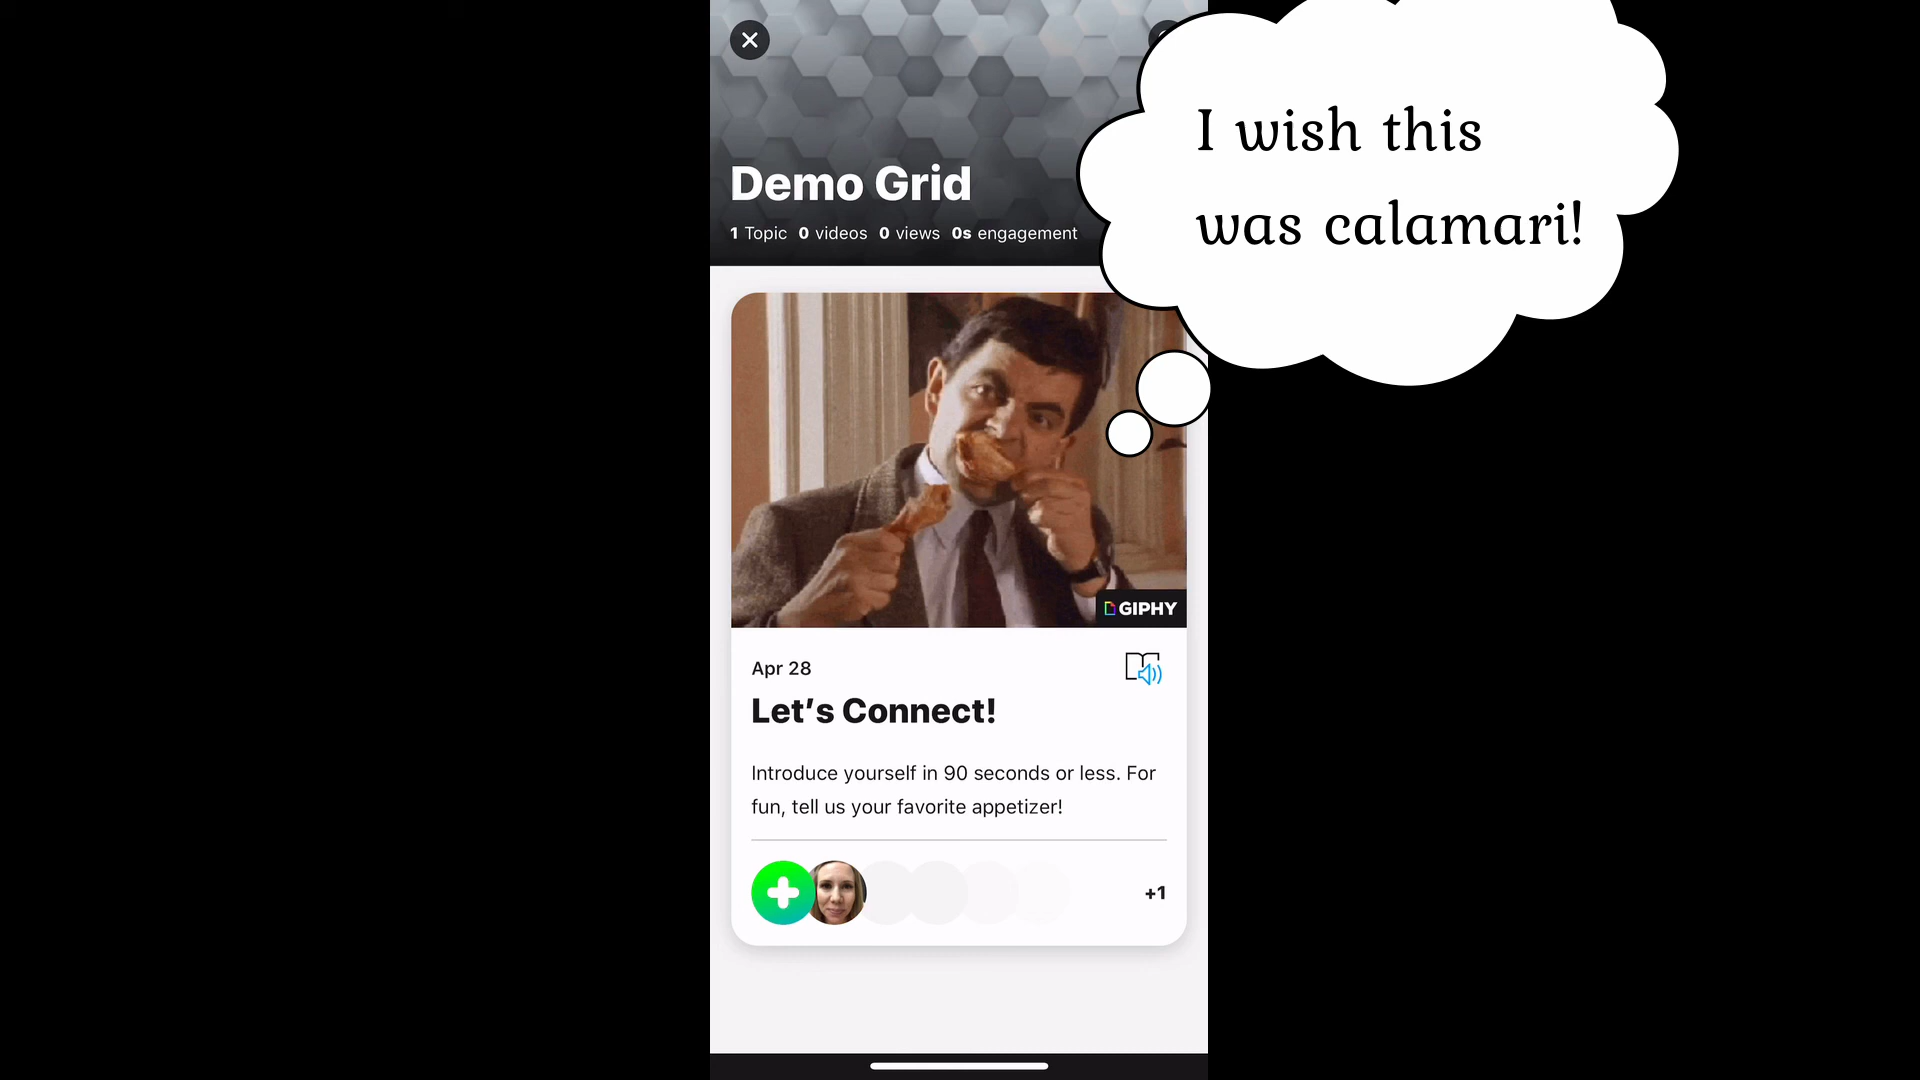 I wish this
was calamari!
Demo Grid
1 Topic 0 videos 0 views 0s engagement
GIPHY
Apr 28
Let's Connect!
Introduce yourself in 90 seconds or less. For
fun, tell us your favorite appetizer!
+1